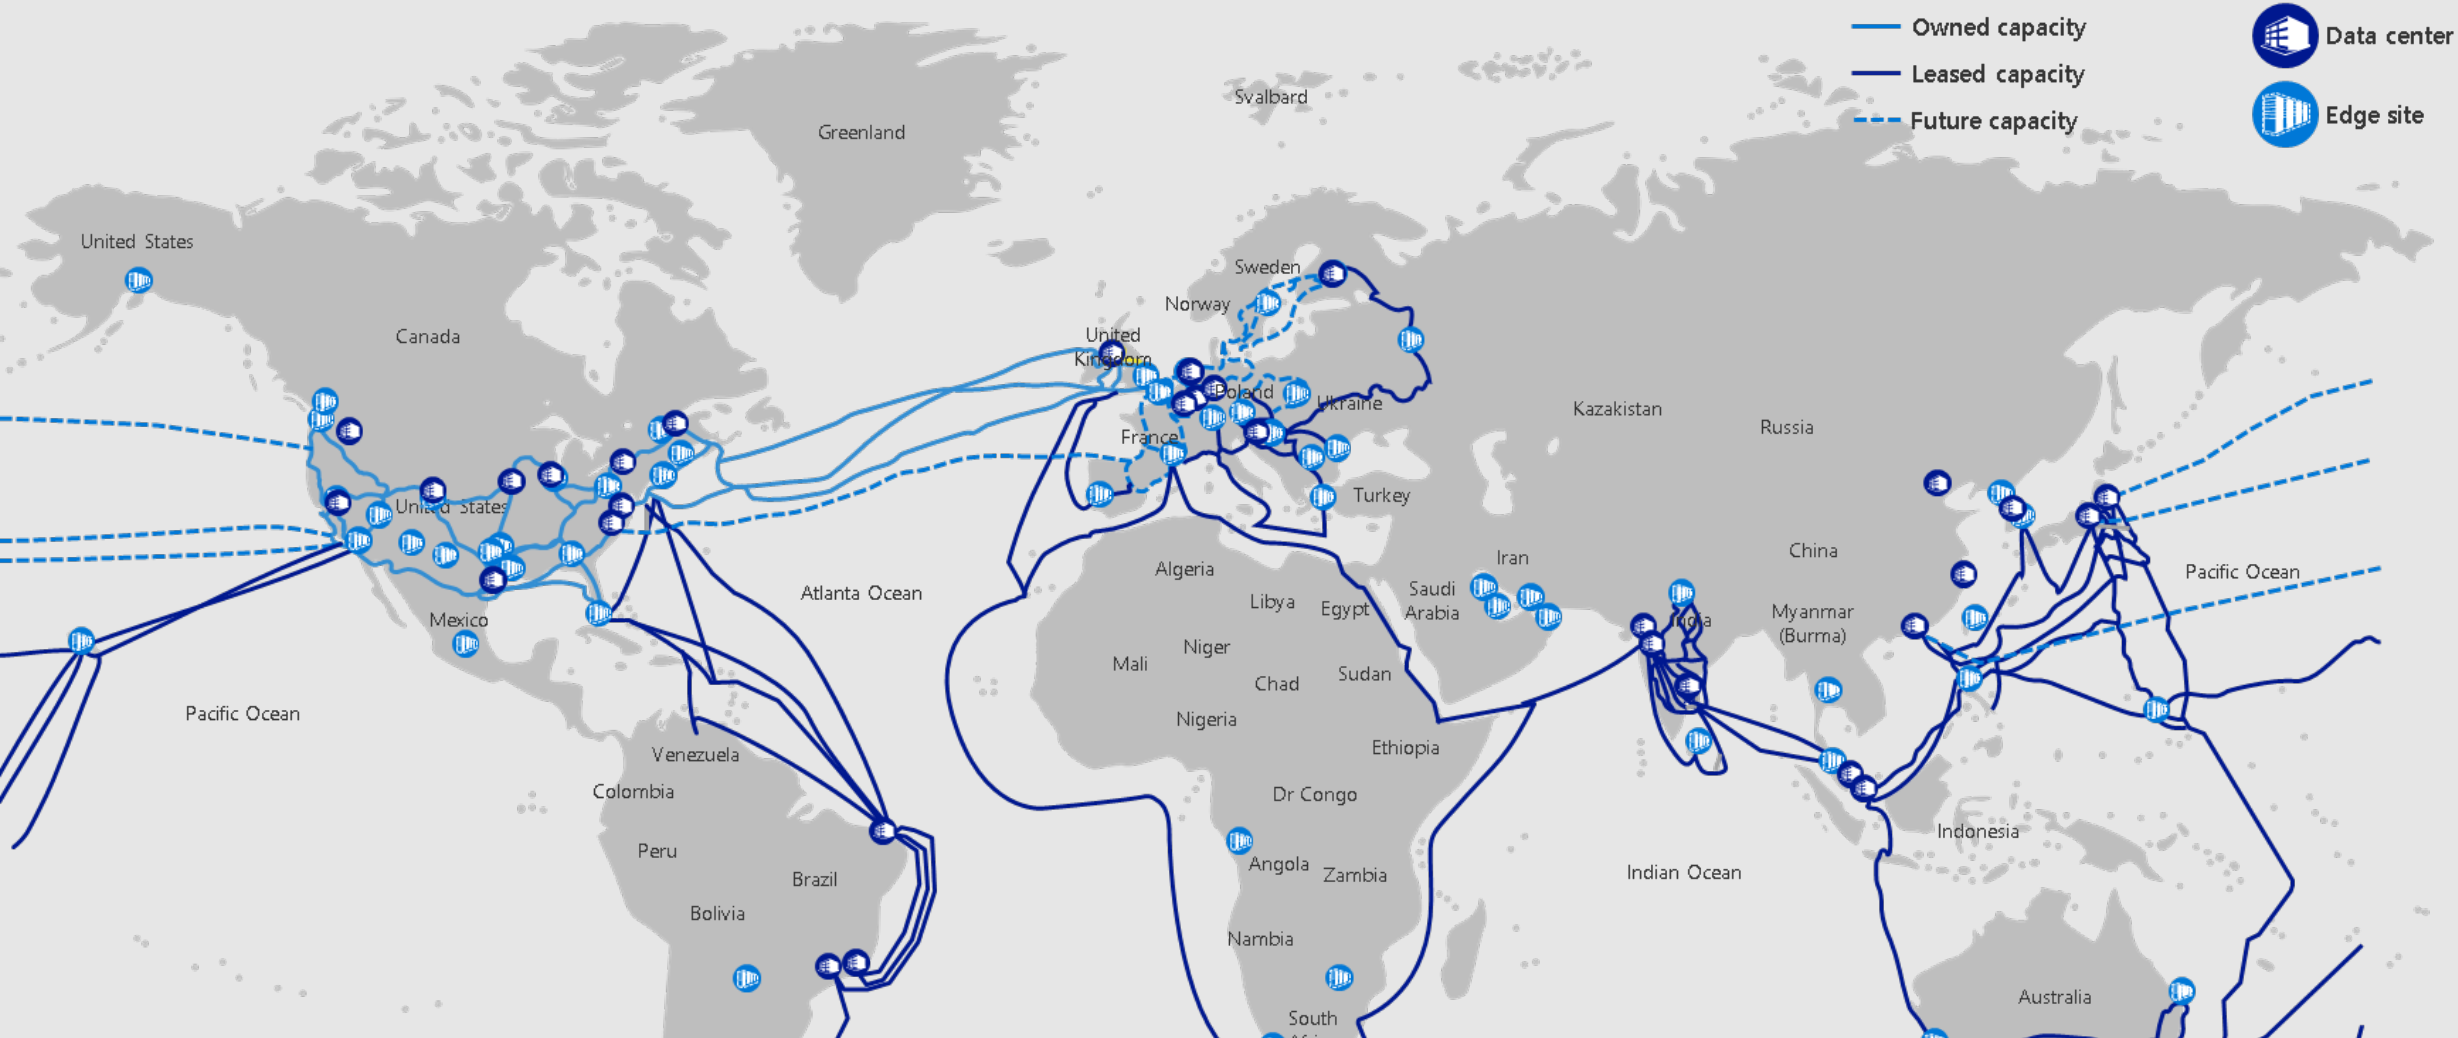 Owned capacity
Data center
Leased capacity
Svalbard
Edge site
Future capacity
Greenland
United States
Sweden
Norway
Canada
United
Kingdom
Poland
Ukraine
Kazakistan
Russia
France
Turkey
United States
China
Iran
Pacific Ocean
Algeria
Atlanta Ocean
Saudi
Arabia
Libya
Egypt
Myanmar
(Burma)
Mexico
India
Niger
Mali
Sudan
Chad
Pacific Ocean
Nigeria
Ethiopia
Venezuela
Colombia
Dr Congo
Indonesia
Peru
Angola
Zambia
Brazil
Indian Ocean
Bolivia
Nambia
Australia
South